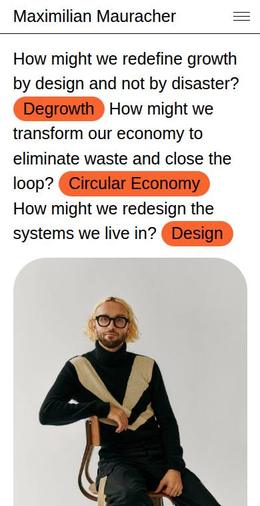 Maximilian Mauracher
How might we redefine growth
by design and not by disaster?
Degrowth How might we
transform our economy to
eliminate waste and close the
loop? Circular Economy
How might we redesign the
systems we live in? Design